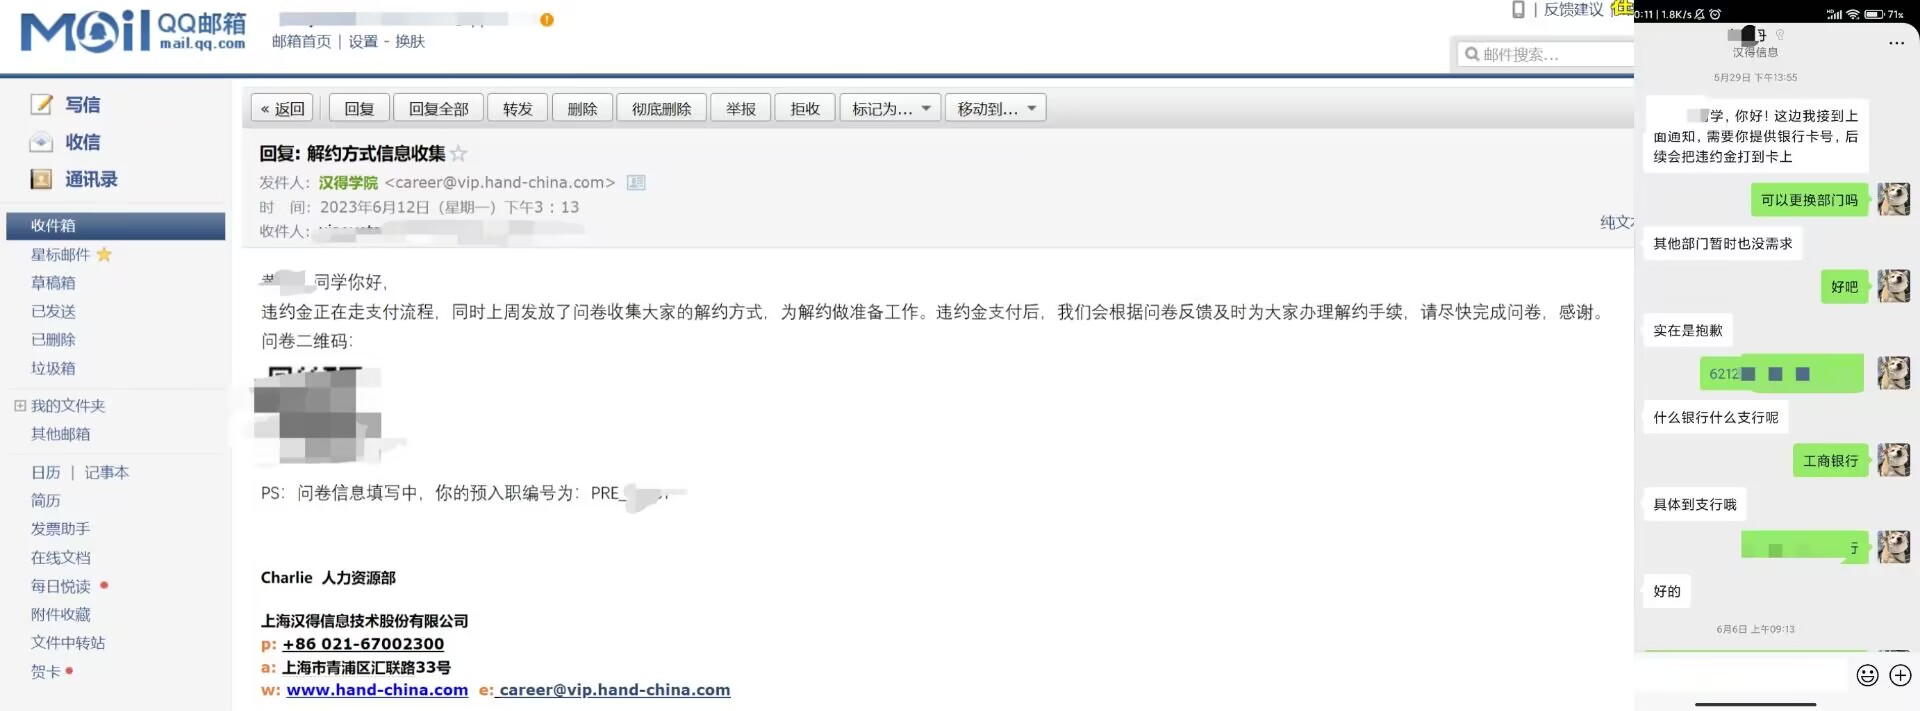 Mail QQ邮箱
mail.qq.com
邮箱首页 | 设置 - 换肤
| 反馈建议 |
邮件搜索...
写信
收信
通讯录
收件箱
星标邮件
草稿箱
已发送
已删除
垃圾箱
我的文件夹
其他邮箱
日历 | 记事本
简历
发票助手
在线文档
每日悦读
附件收藏
文件中转站
贺卡
« 返回 回复 回复全部 转发 删除 彻底删除 举报 拒收 标记为... 移动到...
回复: 解约方式信息收集
发件人: 汉得学院 <career@vip.hand-china.com>
时 间: 2023年6月12日 (星期一) 下午3:13
纯文
收件人:
同学你好,
违约金正在走支付流程, 同时上周发放了问卷收集大家的解约方式, 为解约做准备工作。违约金支付后, 我们会根据问卷反馈及时为大家办理解约手续, 请尽快完成问卷, 感谢。
问卷二维码:
PS: 问卷信息填写中, 你的预入职编号为: PRE_
Charlie 人力资源部
上海汉得信息技术股份有限公司
p: +86 021-67002300
a: 上海市青浦区汇联路33号
w: www.hand-china.com e: career@vip.hand-china.com
0:11 | 1.8K/s 71%
汉得信息
5月29日 下午13:55
学, 你好! 这边我接到上
面通知, 需要你提供银行卡号, 后
续会把违约金打到卡上
可以更换部门吗
其他部门暂时也没需求
好吧
实在是抱歉
6212
什么银行什么支行呢
工商银行
具体到支行哦
好的
6月6日 上午09:13